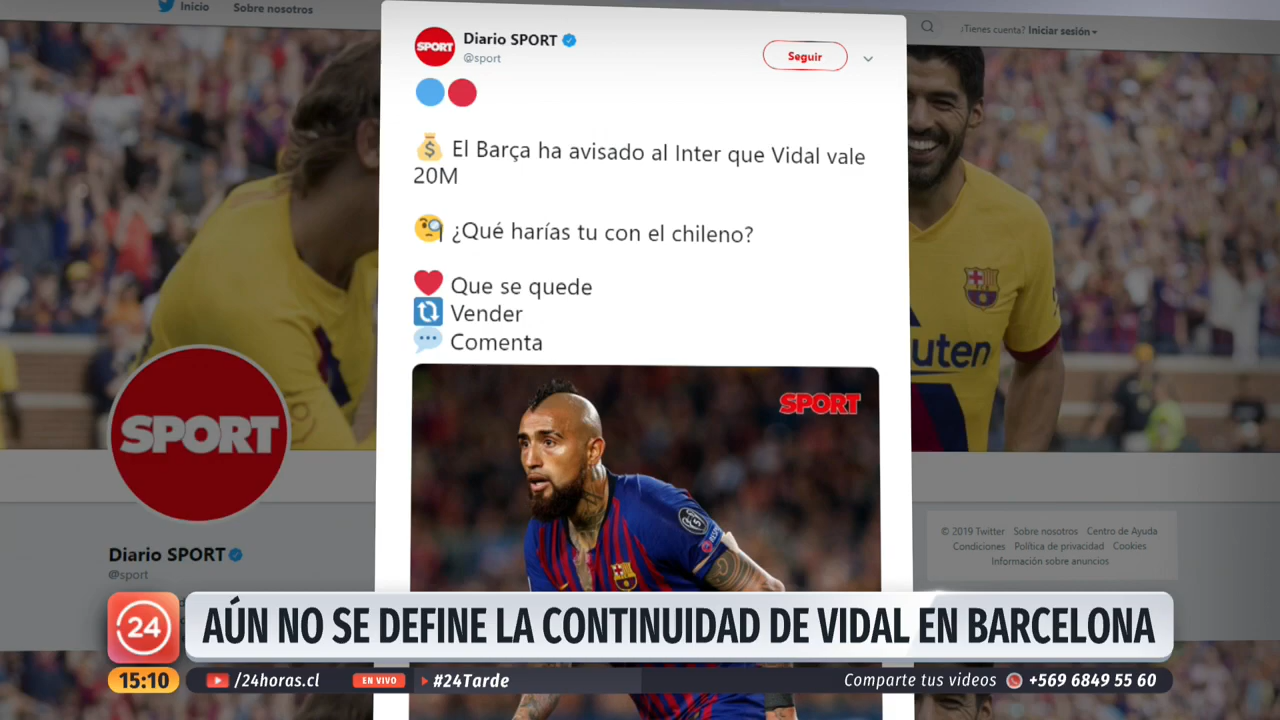 Inicio
Sobre nosotros
¿Tienes cuenta? Iniciar sesión
SPORT
Diario SPORT
@sport
Seguir
El Barça ha avisado al Inter que Vidal vale
20M
¿Qué harías tu con el chileno?
Que se quede
Vender
Comenta
SPORT
uten
SPORT
Diario SPORT
@sport
© 2019 Twitter Sobre nosotros Centro de Ayuda
Condiciones Política de privacidad Cookies
Información sobre anuncios
24
AÚN NO SE DEFINE LA CONTINUIDAD DE VIDAL EN BARCELONA
15:10
/24horas.cl
EN VIVO
#24Tarde
Comparte tus videos
+569 6849 55 60